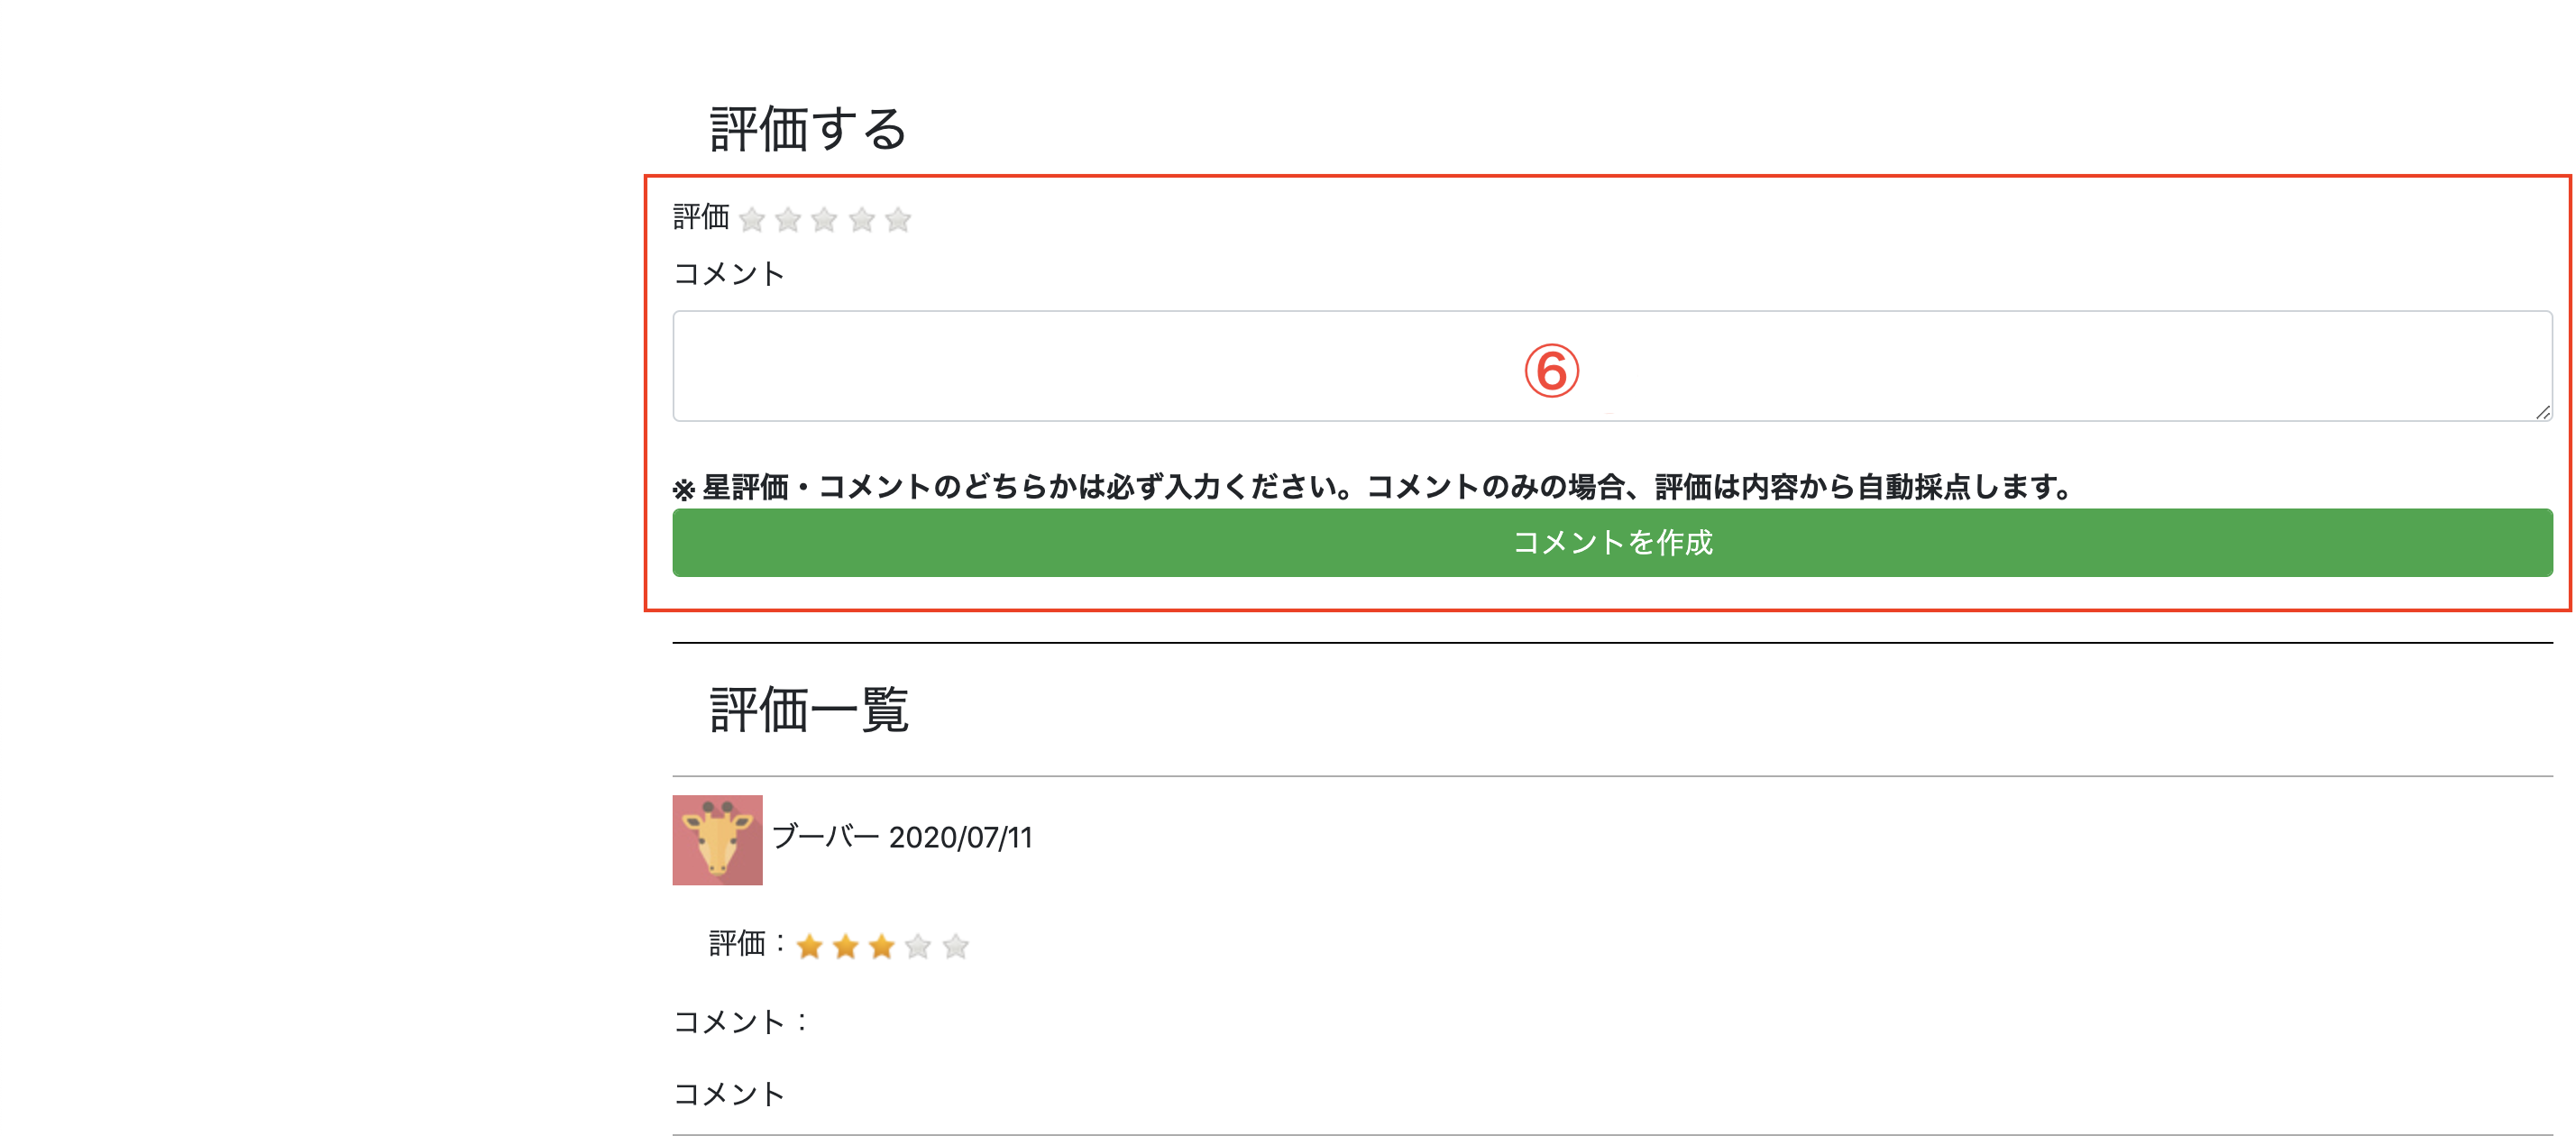 評価する
評価
コメント
⑥
※ 星評価・コメントのどちらかは必ず入力ください。コメントのみの場合、評価は内容から自動採点します。
コメントを作成
評価一覧
ブーバー 2020/07/11
評価：
コメント：
コメント